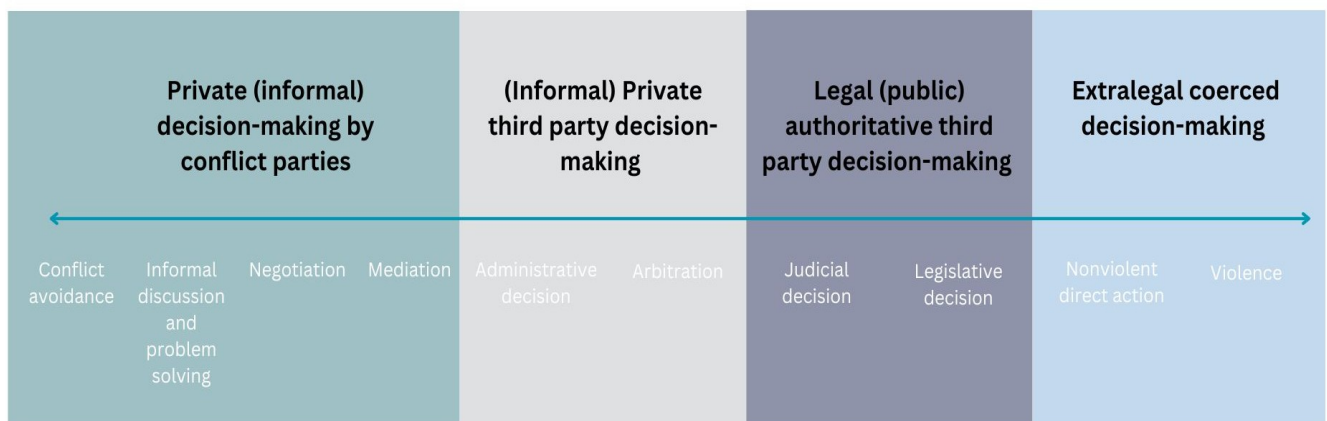 Private (informal)
decision-making by
conflict parties
(Informal) Private
third party decision-
making
Legal (public)
authoritative third
party decision-making
Extralegal coerced
decision-making
Conflict
avoidance
Informal
discussion
and
problem
solving
Negotiation
Mediation
Administrative
decision
Arbitration
Judicial
decision
Legislative
decision
Nonviolent
direct action
Violence